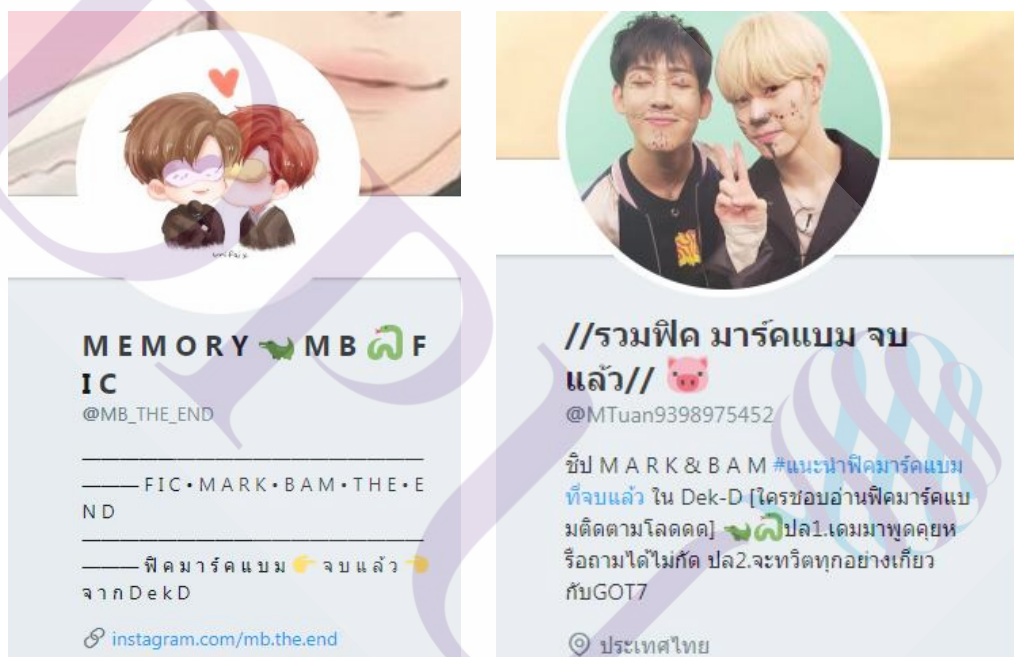 M E M O R Y 🐊 M B 🐍 F
I C
@MB_THE_END
——— F I C • M A R K • B A M • T H E • E
N D
——— ฟิ ค ม า ร์ ค แ บ ม 👉 จ บ แ ล้ ว 👈
จ า ก D e k D
instagram.com/mb.the.end
//รวมฟิค มาร์คแบม จบ
แล้ว// 🐷
@MTuan9398975452
ชิป M A R K & B A M #แนะนำฟิคมาร์คแบม
ที่จบแล้ว ใน Dek-D [ใครชอบอ่านฟิคมาร์คแบ
มติดตามโลดดด] 🐊🐍ปล1.เดมมาพูดคุยห
รือถามได้ไม่กัด ปล2.จะทวิตทุกอย่างเกี่ยว
กับGOT7
ประเทศไทย